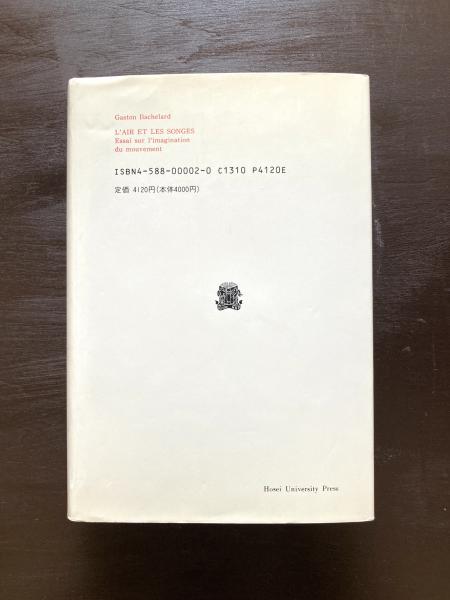 Gaston Bachelard
L'AIR ET LES SONGES
Essai sur l'imagination
du mouvement
ISBN4-588-00002-0 C1310 P4120E
定価 4120円(本体4000円)
Hosei University Press